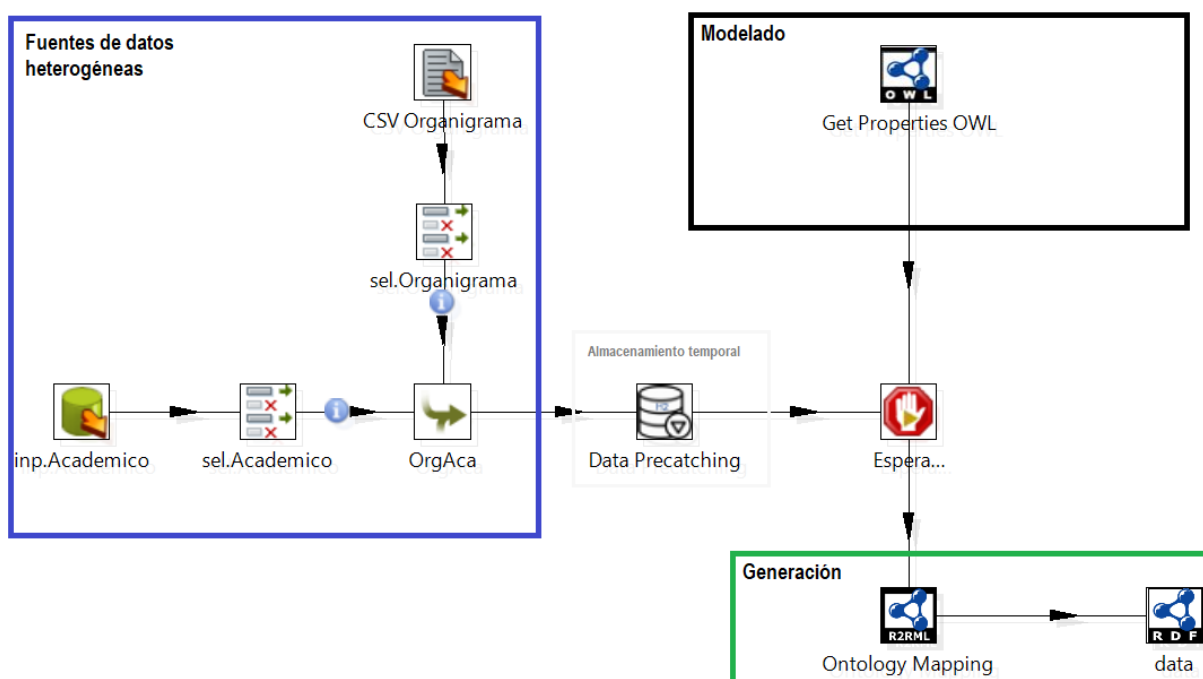 Fuentes de datos
heterogéneas
CSV Organigrama
sel.Organigrama
inp.Academico
sel.Academico
OrgAca
Almacenamiento temporal
H2
Data Precatching
Modelado
OWL
Get Properties OWL
Espera...
Generación
R2RML
Ontology Mapping
RDF
data